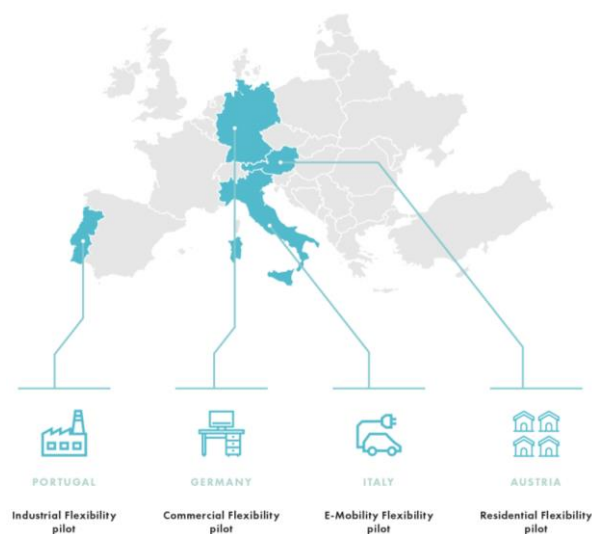 PORTUGAL
Industrial Flexibility
pilot
GERMANY
Commercial Flexibility
pilot
ITALY
E-Mobility Flexibility
pilot
AUSTRIA
Residential Flexibility
pilot